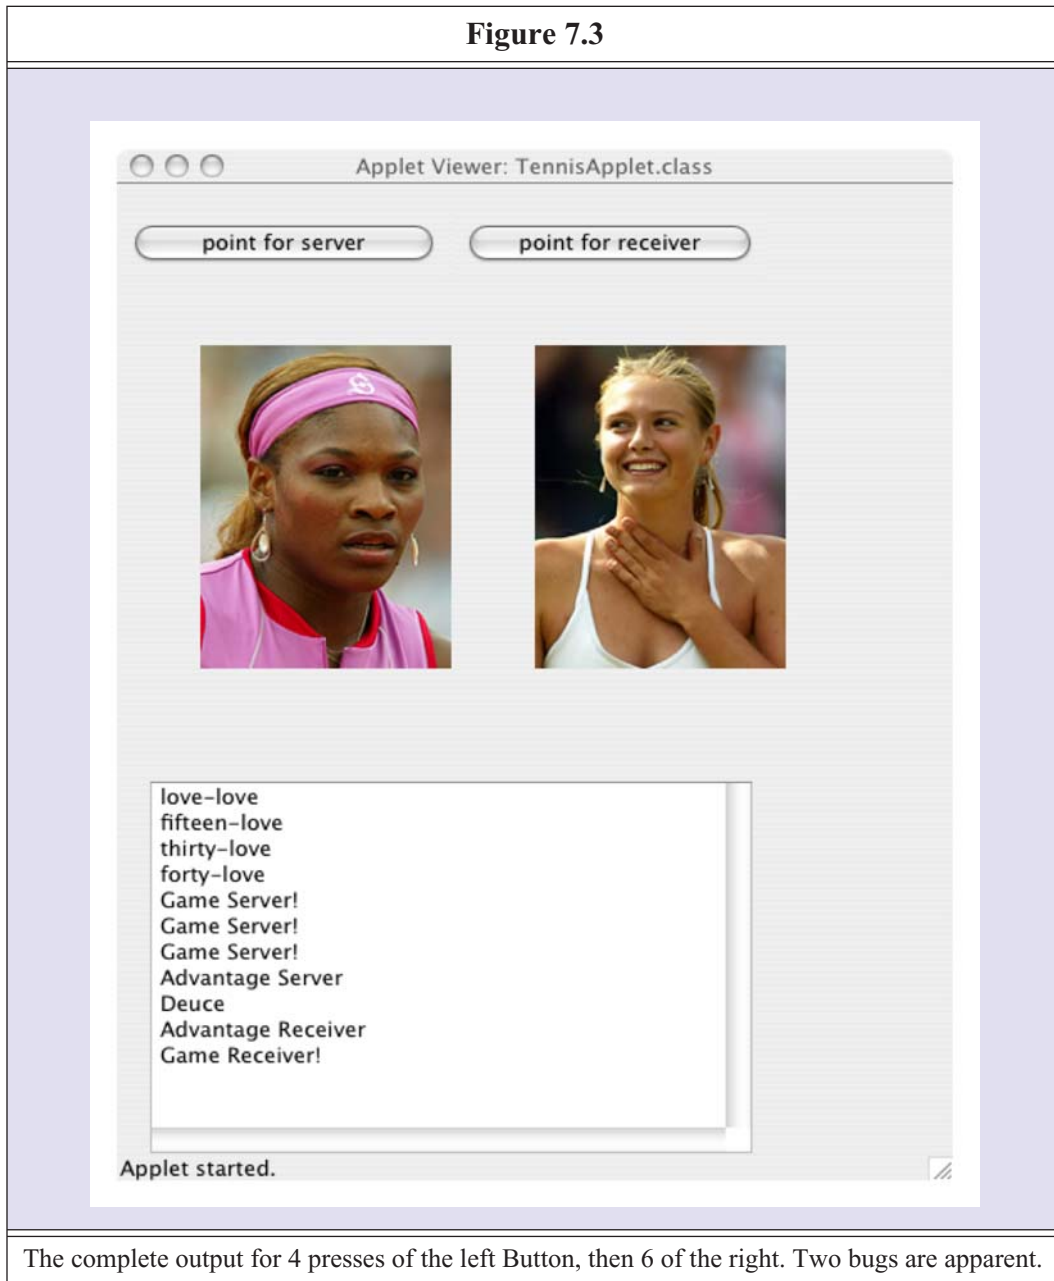 Figure 7.3
Applet Viewer: TennisApplet.class
point for server
point for receiver
love-love
fifteen-love
thirty-love
forty-love
Game Server!
Game Server!
Game Server!
Advantage Server
Deuce
Advantage Receiver
Game Receiver!
Applet started.
The complete output for 4 presses of the left Button, then 6 of the right. Two bugs are apparent.